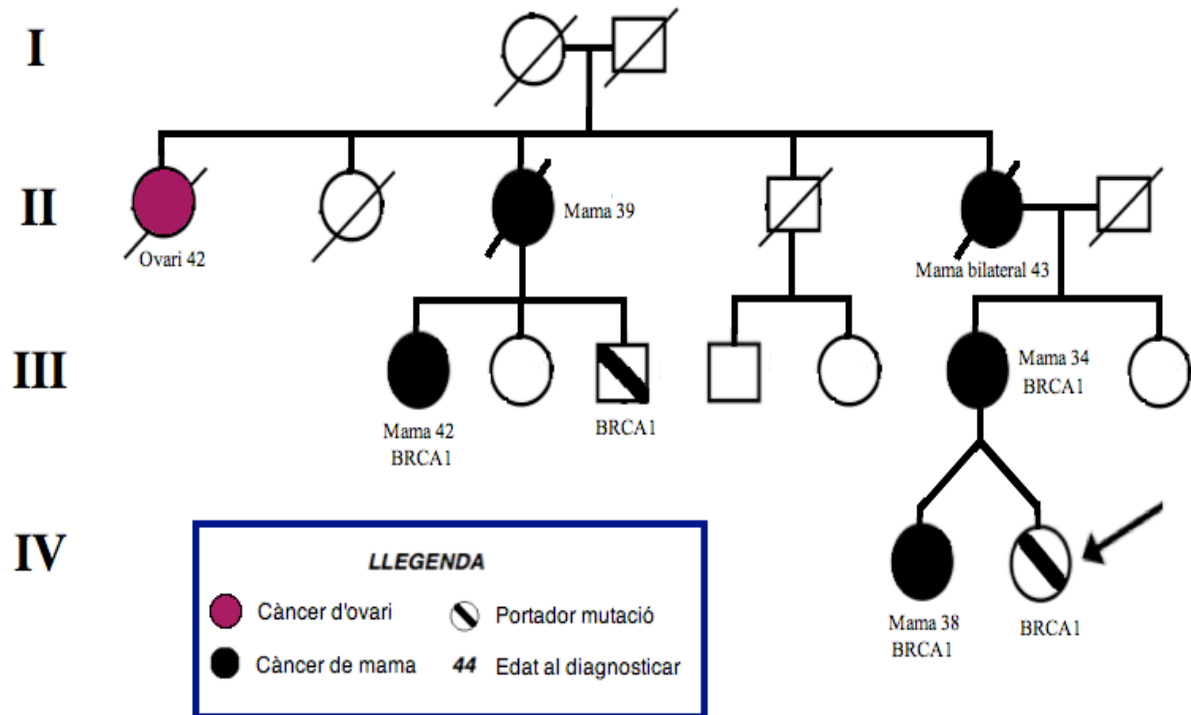 I
II
Ovari 42
Mama 39
Mama bilateral 43
III
Mama 42
BRCA1
BRCA1
Mama 34
BRCA1
IV
Mama 38
BRCA1
BRCA1
LLEGENDA
Càncer d'ovari
Portador mutació
Càncer de mama
44 Edat al diagnosticar